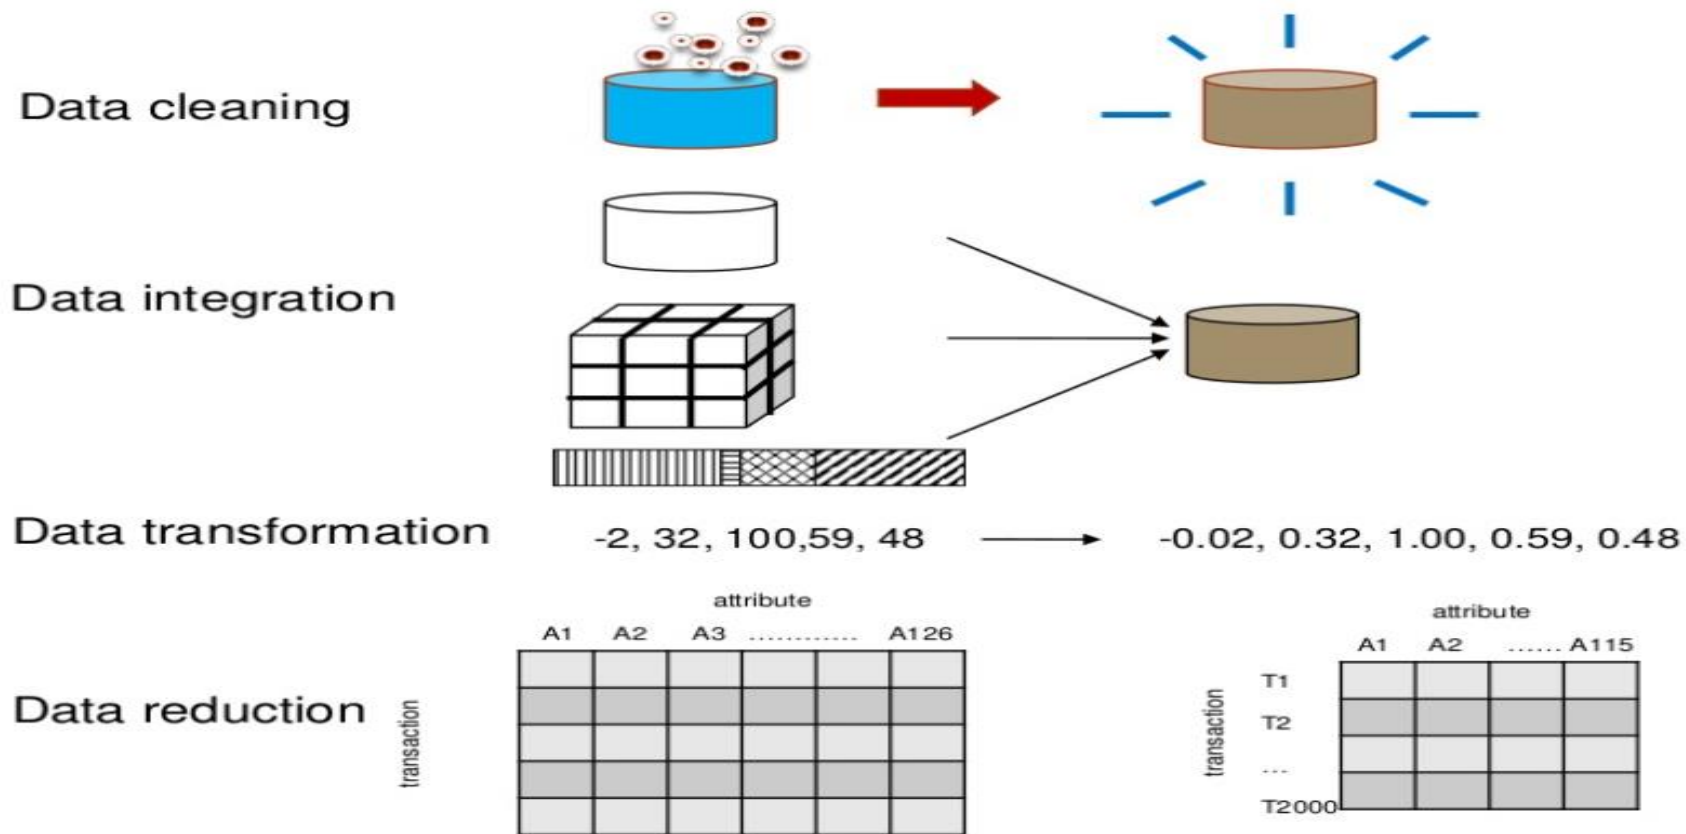 Data cleaning
Data integration
Data transformation
-2, 32, 100,59, 48
-0.02, 0.32, 1.00, 0.59, 0.48
Data reduction
attribute
A1 A2 A3 ............ A126
transaction
attribute
A1 A2 ...... A115
transaction
T1
T2
...
T2000